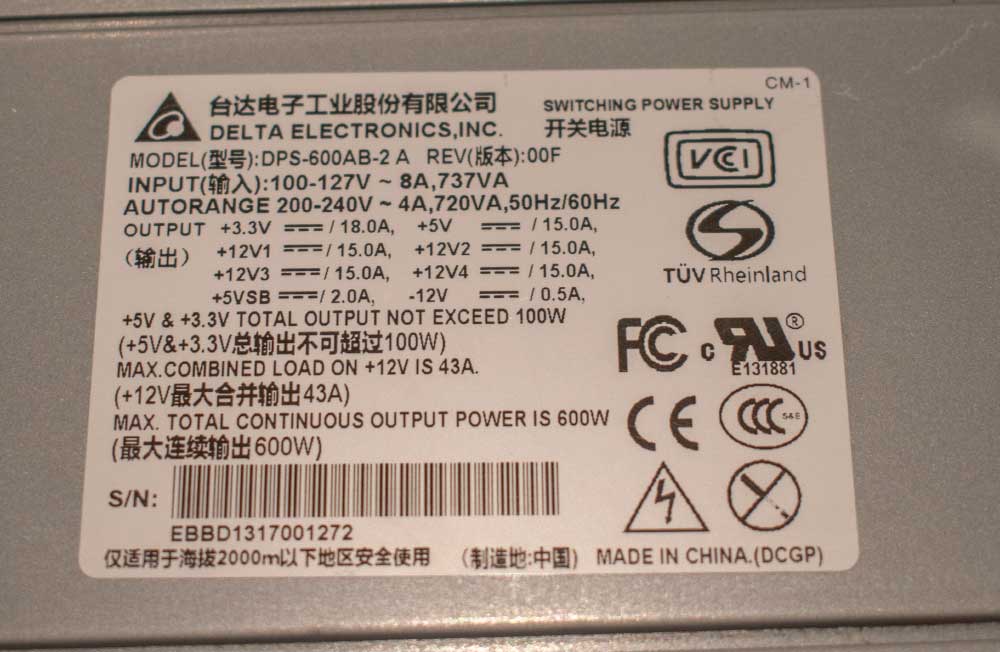 CM-1
台达电子工业股份有限公司 SWITCHING POWER SUPPLY
DELTA ELECTRONICS,INC. 开关电源
MODEL(型号):DPS-600AB-2 A REV(版本):00F
VCCI
INPUT(输入):100-127V ~ 8A,737VA
AUTORANGE 200-240V ~ 4A,720VA,50Hz/60Hz
OUTPUT +3.3V ⎓ / 18.0A, +5V ⎓ / 15.0A,
(输出) +12V1 ⎓ / 15.0A, +12V2 ⎓ / 15.0A,
+12V3 ⎓ / 15.0A, +12V4 ⎓ / 15.0A,
TÜV Rheinland
+5VSB ⎓ / 2.0A, -12V ⎓ / 0.5A,
+5V & +3.3V TOTAL OUTPUT NOT EXCEED 100W
(+5V&+3.3V总输出不可超过100W)
FC c RU ® US
E131881
MAX.COMBINED LOAD ON +12V IS 43A.
(+12V最大合并输出43A)
CE CCC S&E
MAX. TOTAL CONTINUOUS OUTPUT POWER IS 600W
(最大连续输出600W)
S/N:
EBBD1317001272
仅适用于海拔2000m以下地区安全使用 (制造地:中国) MADE IN CHINA.(DCGP)